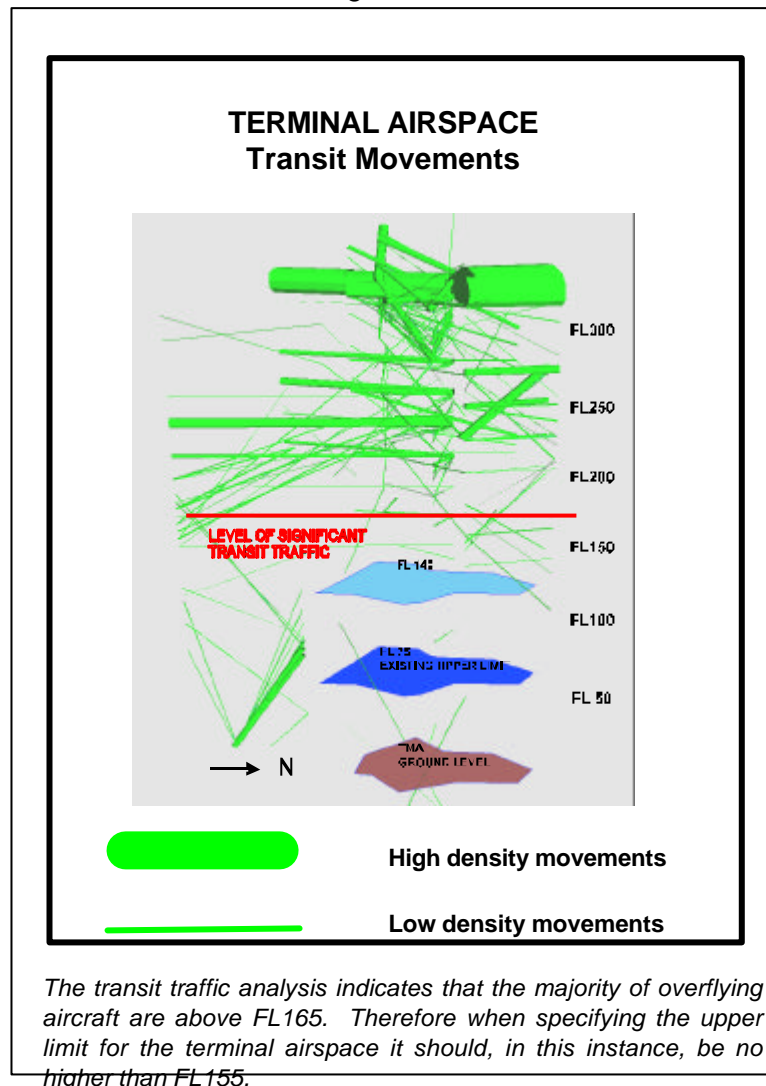 TERMINAL AIRSPACE
Transit Movements
FL300
FL250
FL200
LEVEL OF SIGNIFICANT
TRANSIT TRAFFIC
FL150
FL100
EXISTING UPPER LIMIT
FL 50
TMA
GROUND LEVEL
N
High density movements
Low density movements
The transit traffic analysis indicates that the majority of overflying
aircraft are above FL165. Therefore when specifying the upper
limit for the terminal airspace it should, in this instance, be no
higher than FL155.